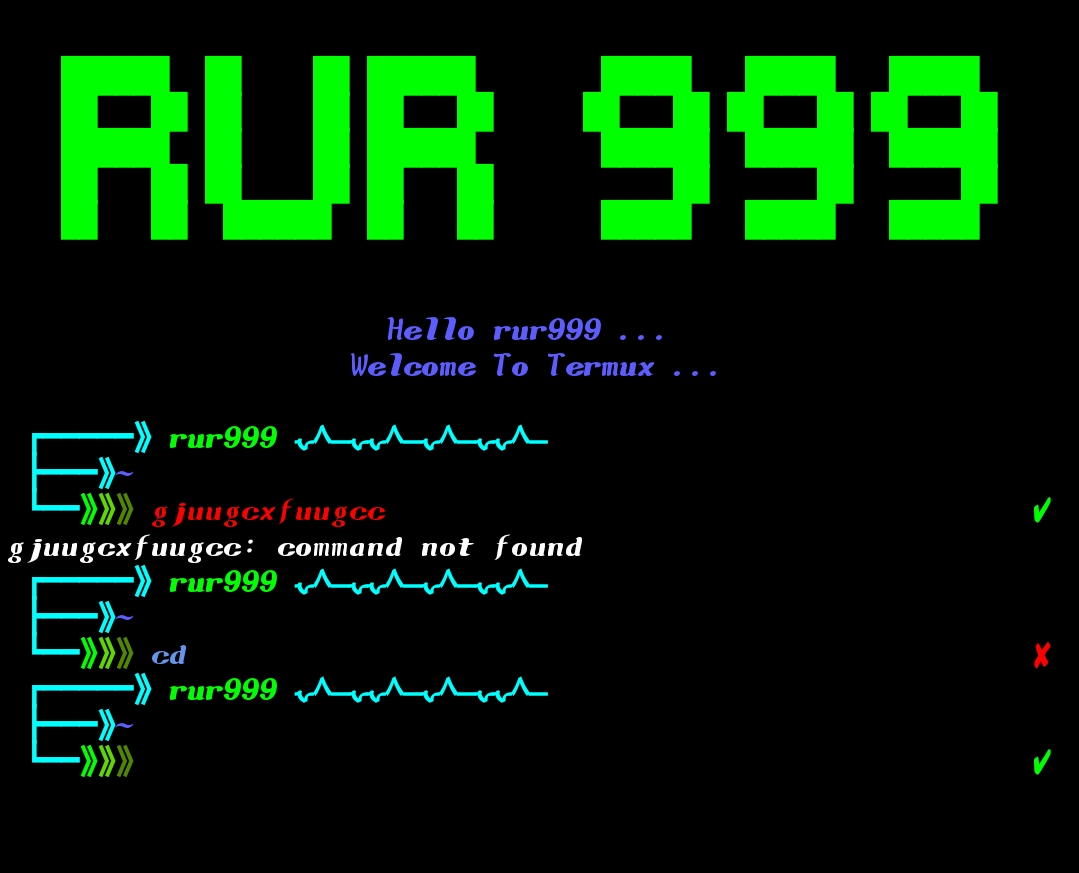 RUR 999
Hello rur999 ...
Welcome To Termux ...
rur999
~
gjuugcxfuugcc ✔
gjuugcxfuugcc: command not found
rur999
~
cd ✘
rur999
~
✔